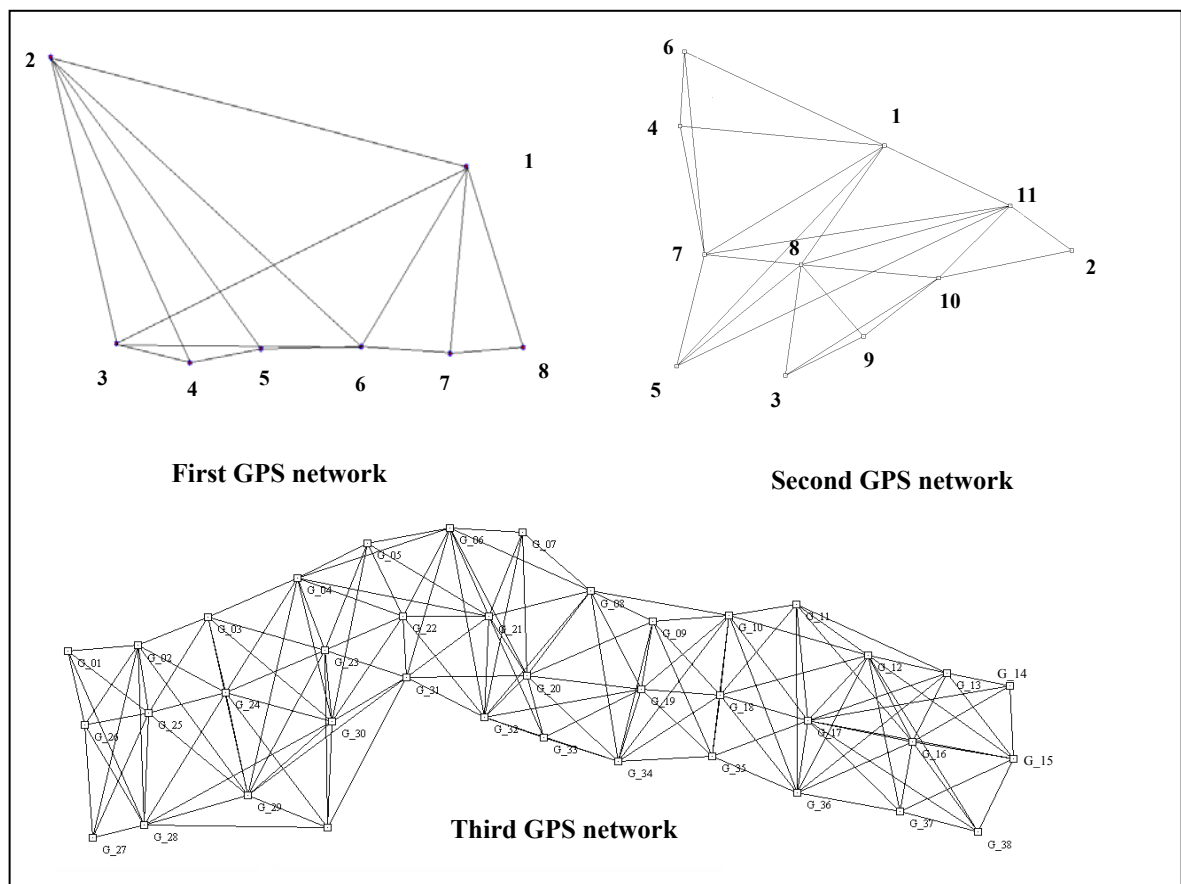 2
1
3
4
5
6
7
8
First GPS network
6
4
1
11
7
8
2
10
9
5
3
Second GPS network
G_01
G_02
G_03
G_04
G_05
G_06
G_07
G_08
G_09
G_10
G_11
G_12
G_13
G_14
G_15
G_16
G_17
G_18
G_19
G_20
G_21
G_22
G_23
G_24
G_25
G_26
G_27
G_28
G_29
G_30
G_31
G_32
G_33
G_34
G_35
G_36
G_37
G_38
Third GPS network